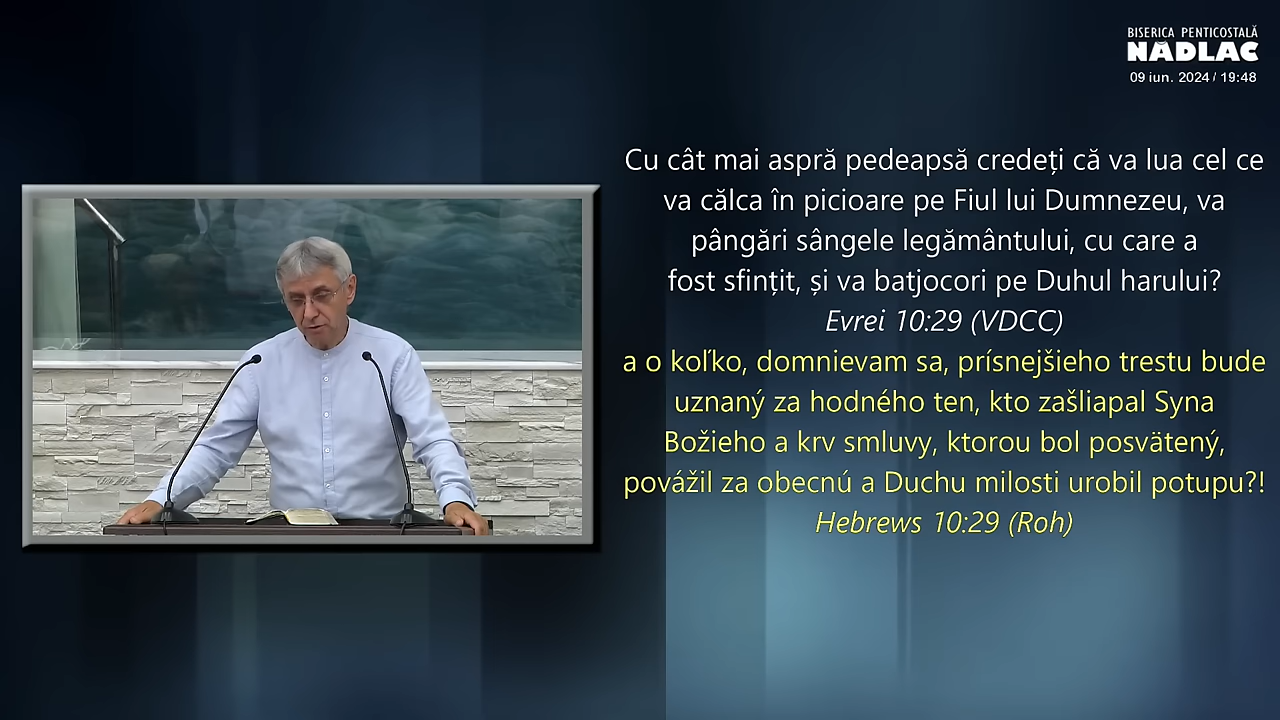 BISERICA PENTICOSTALĂ
NĂDLAC
09 iun. 2024 / 19:48
Cu cât mai aspră pedeapsă credeți că va lua cel ce
va călca în picioare pe Fiul lui Dumnezeu, va
pângări sângele legământului, cu care a
fost sfințit, și va batjocori pe Duhul harului?
Evrei 10:29 (VDCC)
a o koľko, domnievam sa, prísnejšieho trestu bude
uznaný za hodného ten, kto zašliapal Syna
Božieho a krv smluvy, ktorou bol posvätený,
povážil za obecnú a Duchu milosti urobil potupu?!
Hebrews 10:29 (Roh)